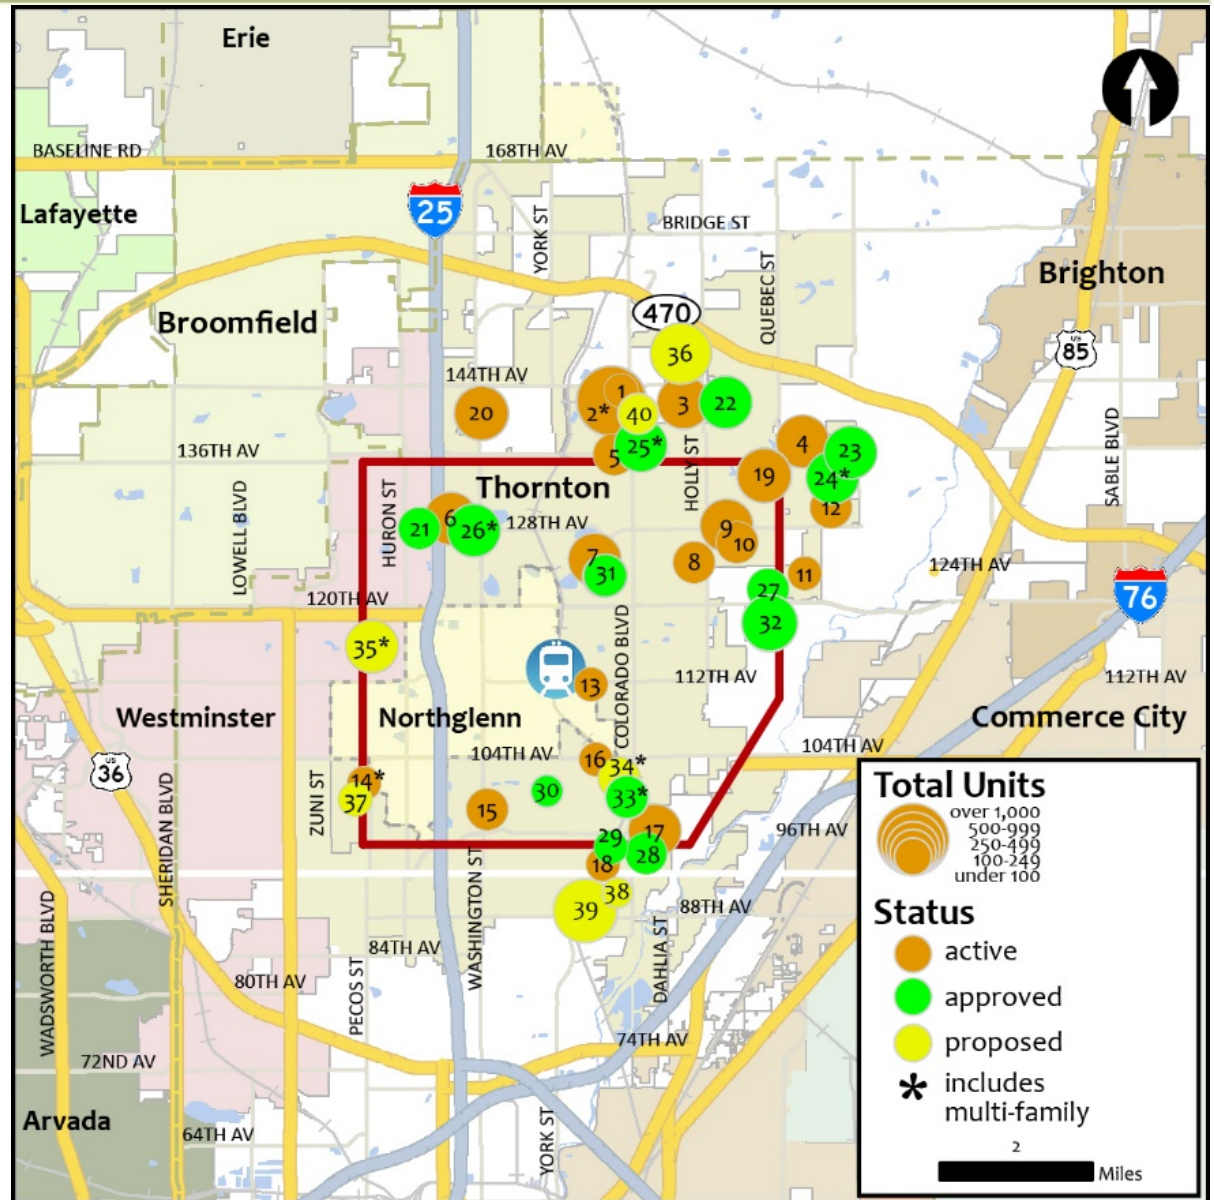 Erie
BASELINE RD
168TH AV
Lafayette
25
YORK ST
BRIDGE ST
QUEBEC ST
Brighton
Broomfield
470
US
85
36
144TH AV
20
1
2*
40
3
22
SABLE BLVD
136TH AV
5
25*
HOLLY ST
4
23
24*
19
12
LOWELL BLVD
HURON ST
Thornton
21
6
26*
128TH AV
9
10
7
31
8
11
124TH AV
27
76
120TH AV
32
35*
COLORADO BLVD
13
112TH AV
112TH AV
Westminster
Northglenn
Commerce City
104TH AV
104TH AV
US
36
16
34*
14*
37
30
33*
15
ZUNI ST
SHERIDAN BLVD
17
29
28
18
96TH AV
WASHINGTON ST
38
39
88TH AV
WADSWORTH BLVD
84TH AV
DAHLIA ST
80TH AV
PECOS ST
74TH AV
72ND AV
Arvada
64TH AV
YORK ST
Total Units
over 1,000
500-999
250-499
100-249
under 100
Status
active
approved
proposed
* includes
multi-family
2
Miles